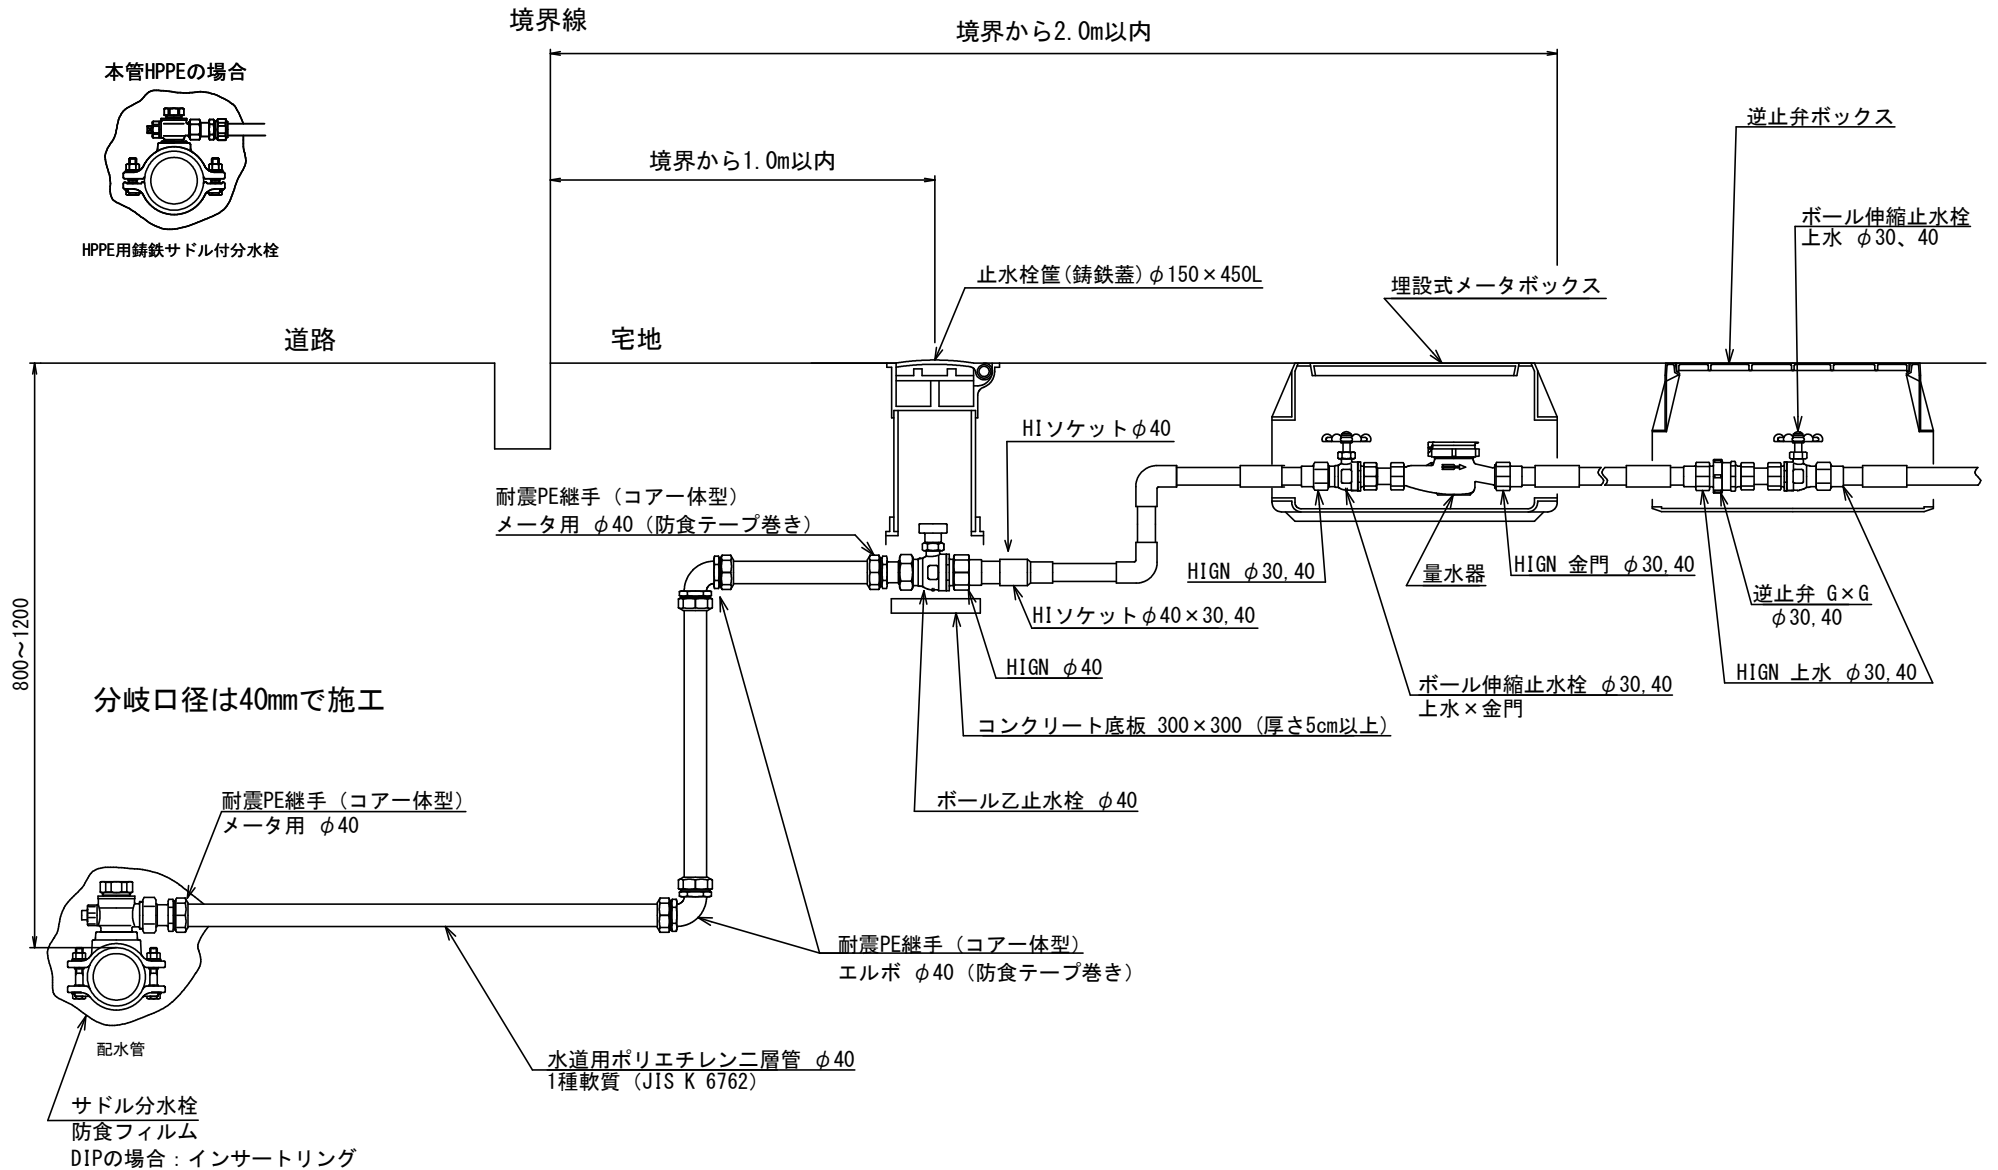 境界線
境界から2.0m以内
本管HPPEの場合
逆止弁ボックス
境界から1.0m以内
ボール伸縮止水栓
上水 φ30、40
HPPE用鋳鉄サドル付分水栓
止水栓筐(鋳鉄蓋)φ150×450L
埋設式メータボックス
道路
宅地
HIソケットφ40
耐震PE継手（コアー体型）
メータ用 φ40（防食テープ巻き）
HIGN φ30,40
量水器
HIGN 金門 φ30,40
逆止弁 G×G
φ30,40
HIソケットφ40×30,40
800～1200
HIGN φ40
HIGN 上水 φ30,40
分岐口径は40mmで施工
ボール伸縮止水栓 φ30,40
上水×金門
コンクリート底板 300×300（厚さ5cm以上）
耐震PE継手（コアー体型）
メータ用 φ40
ボール乙止水栓 φ40
耐震PE継手（コアー体型）
エルボ φ40（防食テープ巻き）
配水管
水道用ポリエチレン二層管 φ40
1種軟質（JIS K 6762）
サドル分水栓
防食フィルム
DIPの場合：インサートリング